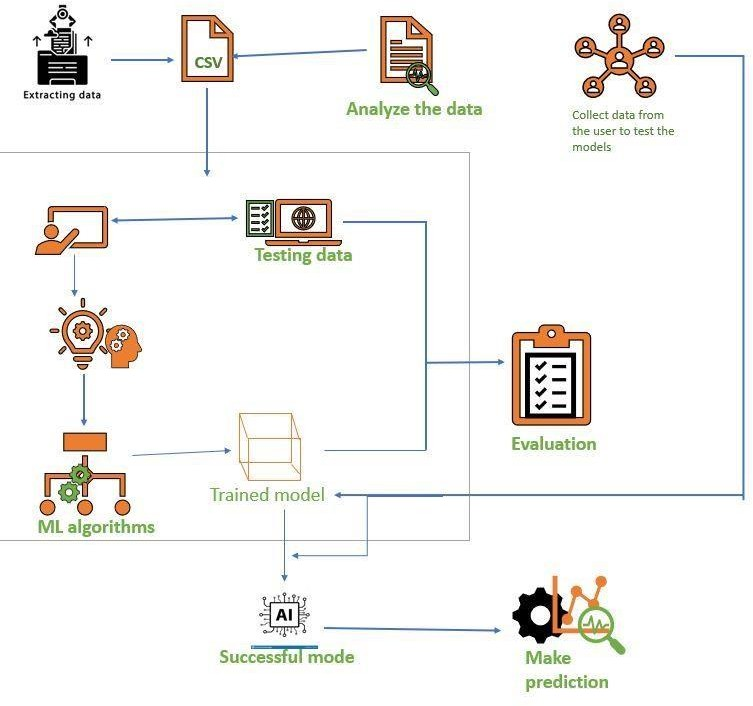 Extracting data
CSV
Analyze the data
Collect data from
the user to test the
models
Testing data
Evaluation
Trained model
ML algorithms
AI
Successful mode
Make
prediction